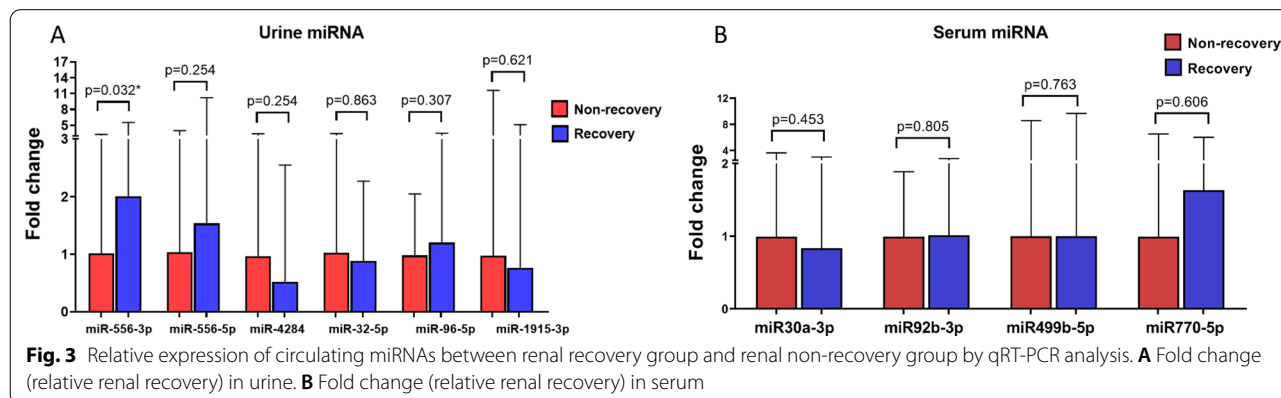 A
Urine miRNA
Fold change
17
14
11
8
5
3
2
1
0
p=0.032*
p=0.254
p=0.254
p=0.863
p=0.307
p=0.621
Non-recovery
Recovery
miR-556-3p
miR-556-5p
miR-4284
miR-32-5p
miR-96-5p
miR-1915-3p
B
Serum miRNA
Non-recovery
Recovery
Fold change
12
8
4
2
1
0
p=0.453
p=0.805
p=0.763
p=0.606
miR30a-3p
miR92b-3p
miR499b-5p
miR770-5p
Fig. 3 Relative expression of circulating miRNAs between renal recovery group and renal non-recovery group by qRT-PCR analysis. A Fold change
(relative renal recovery) in urine. B Fold change (relative renal recovery) in serum